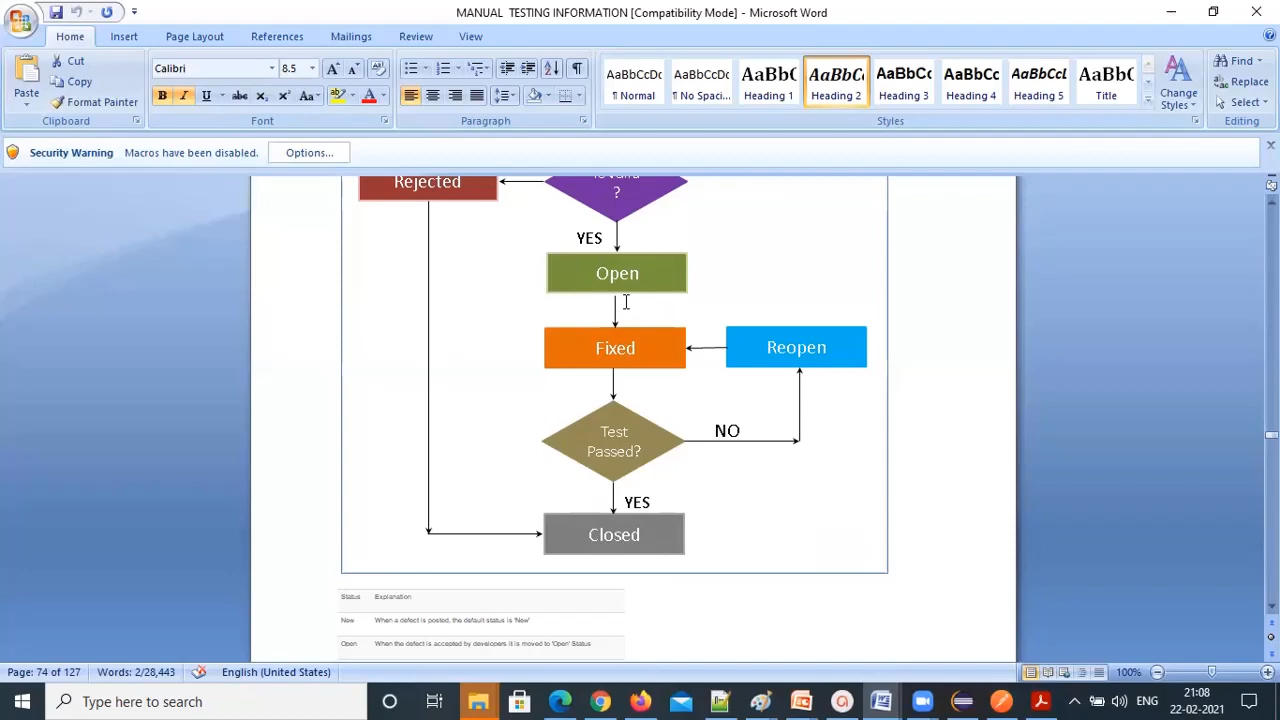 MANUAL TESTING INFORMATION [Compatibility Mode] - Microsoft Word
Home Insert Page Layout References Mailings Review View
Paste
Cut
Copy
Format Painter
Clipboard
Calibri 8.5
B I U abc X₂ X² Aa A
Font
Paragraph
AaBbCcDc AaBbCcDc AaBbC AaBbCc AaBbCc AaBbCc AaBbCcL AaBbC
¶ Normal ¶ No Spaci... Heading 1 Heading 2 Heading 3 Heading 4 Heading 5 Title
Change Styles
Styles
Find
Replace
Select
Editing
Security Warning Macros have been disabled. Options...
Rejected
?
YES
Open
Fixed
Reopen
Test
Passed?
NO
YES
Closed
Status Explanation
New When a defect is posted, the default status is 'New'
Open When the defect is accepted by developers it is moved to 'Open' Status
Page: 74 of 127 Words: 2/28,443 English (United States) 100%
Type here to search
ENG
21:08
22-02-2021